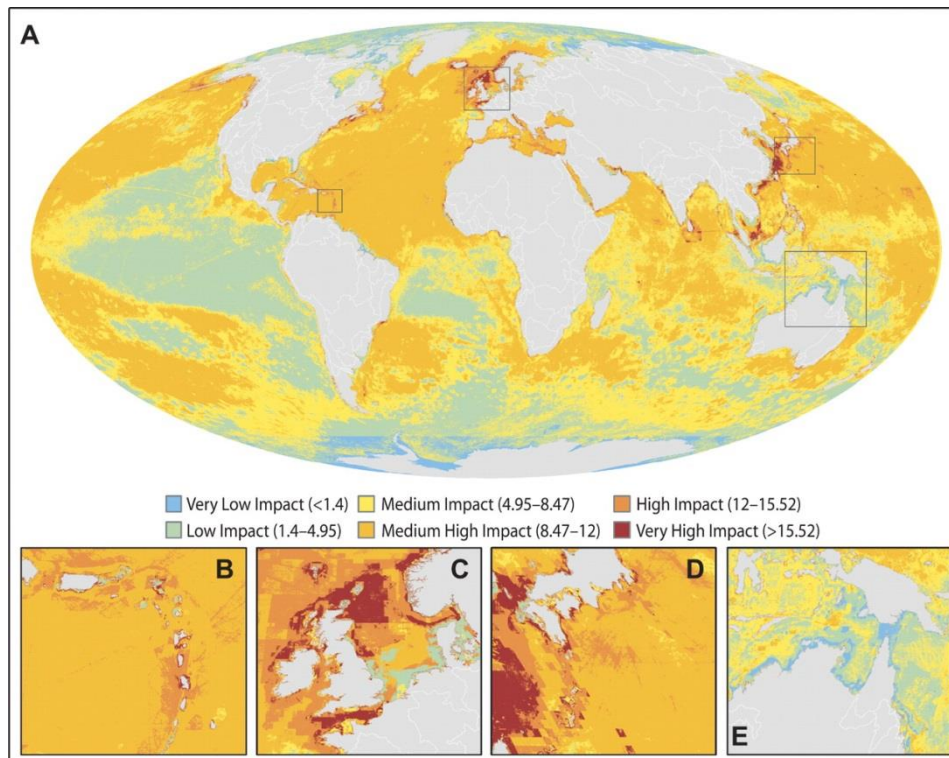 A
Very Low Impact (<1.4) Medium Impact (4.95–8.47) High Impact (12–15.52)
Low Impact (1.4–4.95) Medium High Impact (8.47–12) Very High Impact (>15.52)
B C D
E